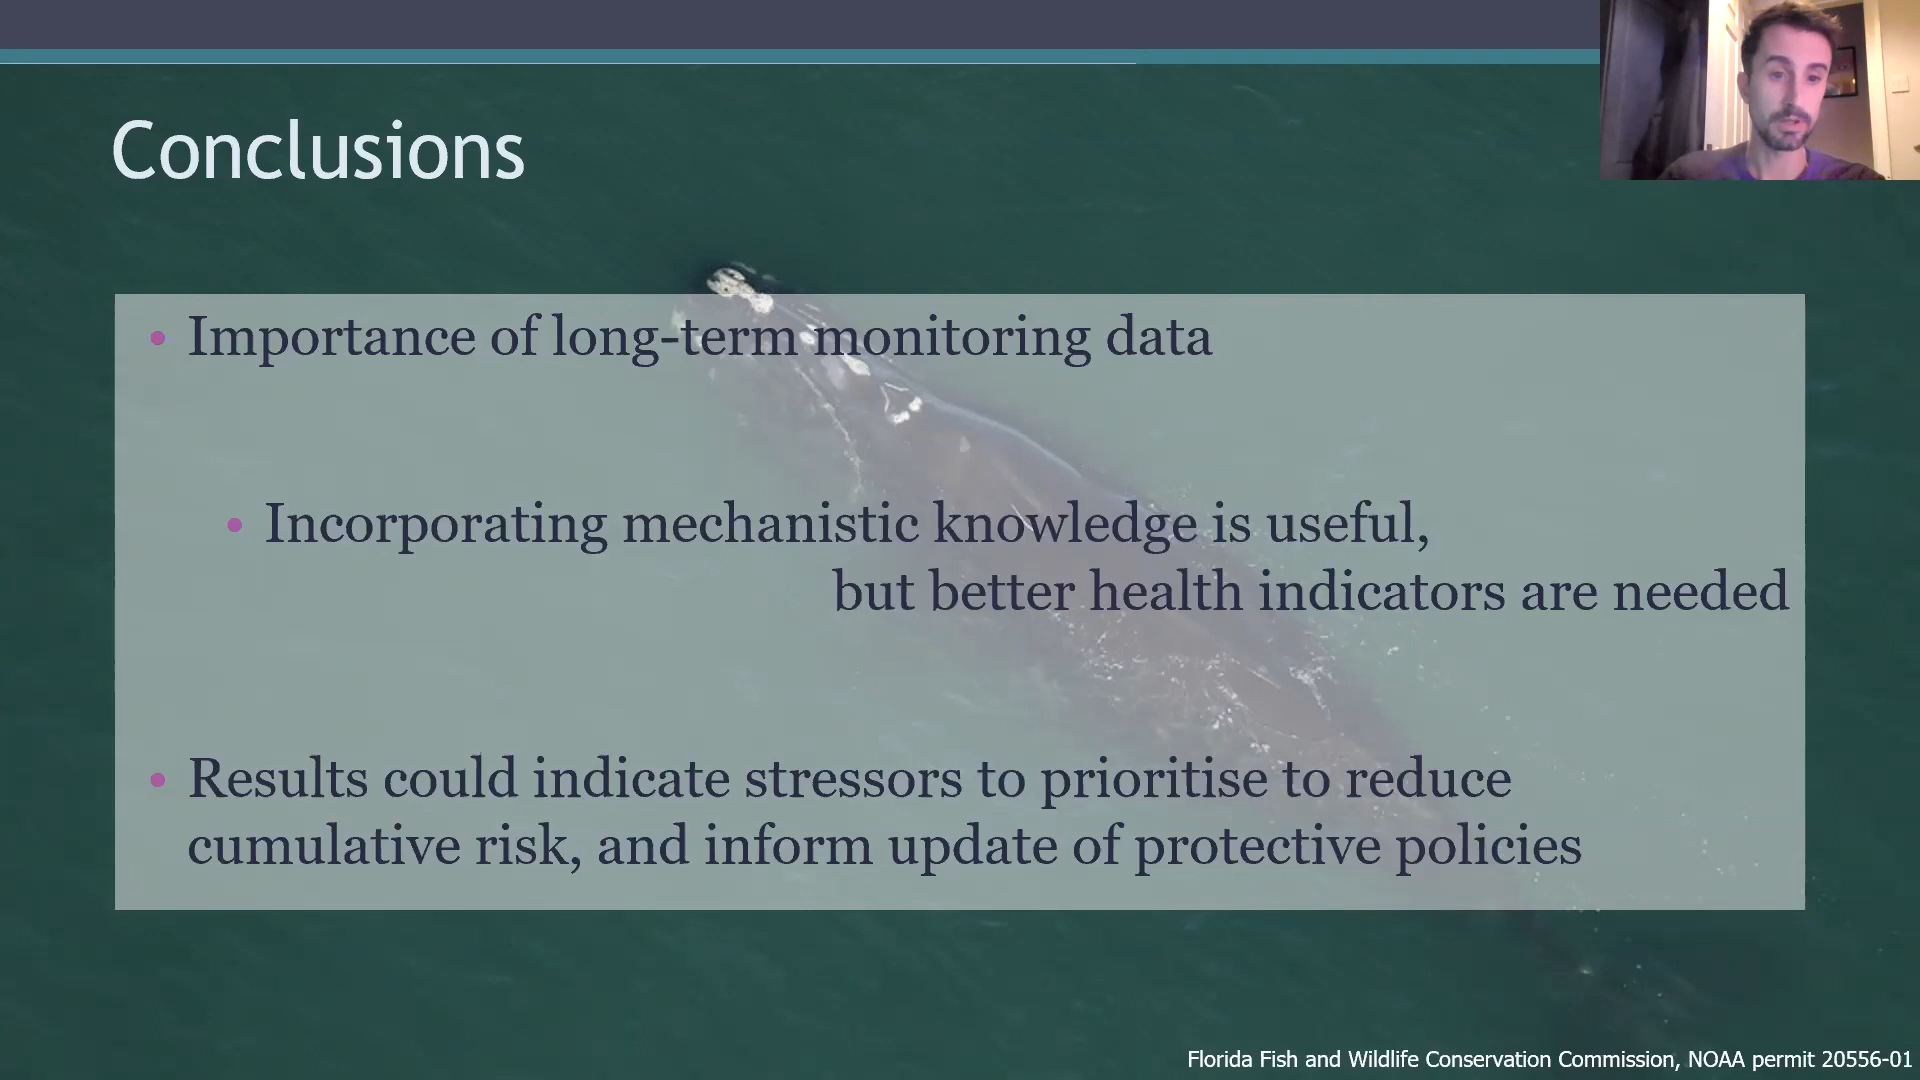 Conclusions
• Importance of long-term monitoring data
• Incorporating mechanistic knowledge is useful,
but better health indicators are needed
• Results could indicate stressors to prioritise to reduce
cumulative risk, and inform update of protective policies
Florida Fish and Wildlife Conservation Commission, NOAA permit 20556-01